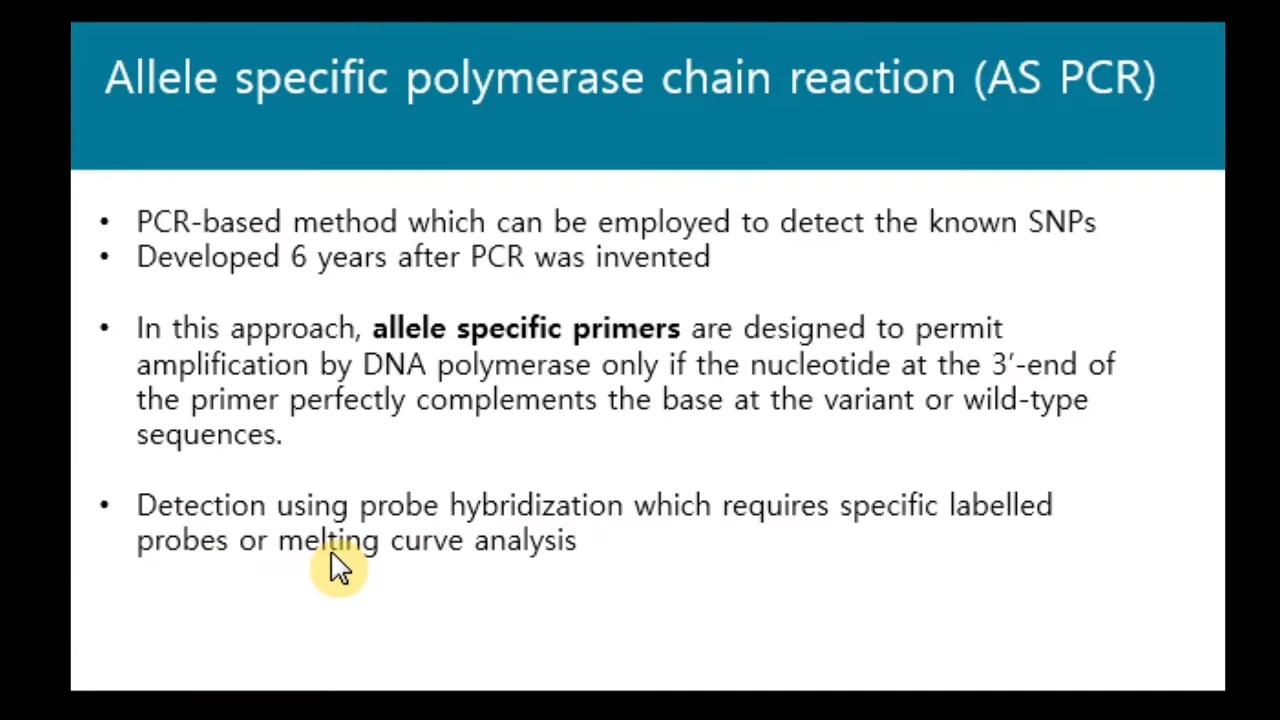 Allele specific polymerase chain reaction (AS PCR)
• PCR-based method which can be employed to detect the known SNPs
• Developed 6 years after PCR was invented
• In this approach, allele specific primers are designed to permit
amplification by DNA polymerase only if the nucleotide at the 3′-end of
the primer perfectly complements the base at the variant or wild-type
sequences.
• Detection using probe hybridization which requires specific labelled
probes or melting curve analysis